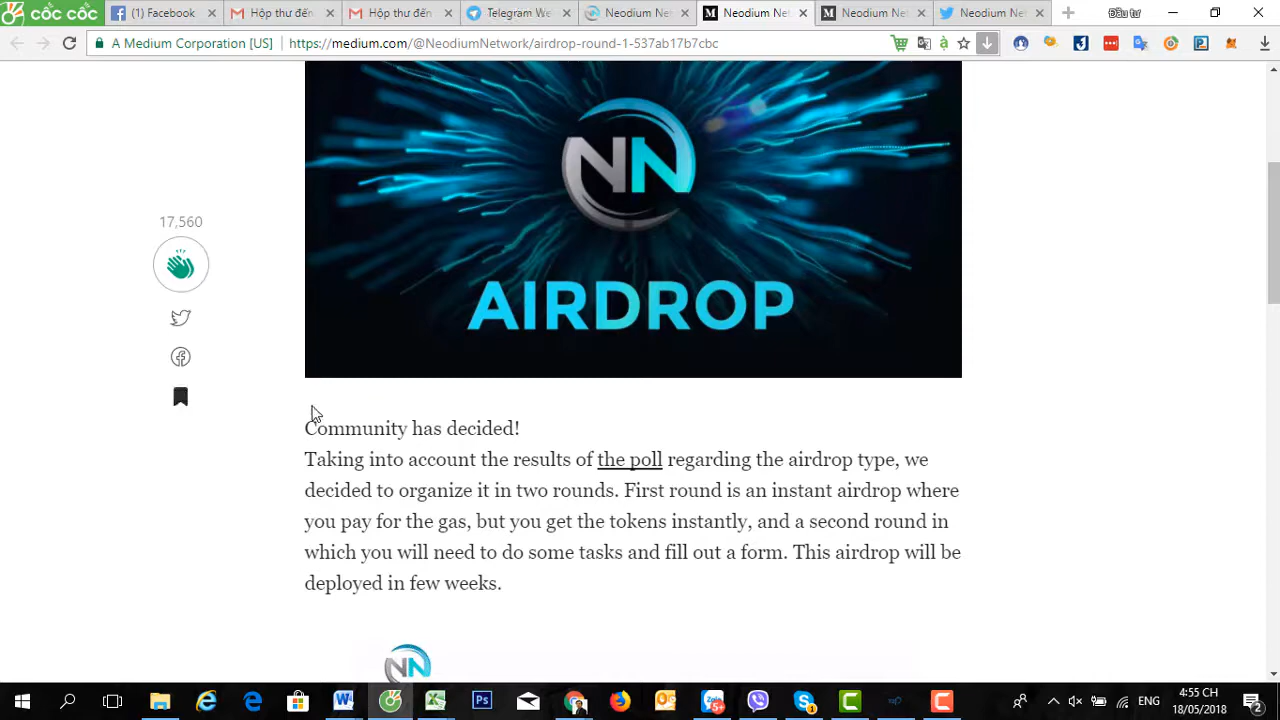 cốc cốc
(1) Facebook
Hộp thư đến
Hộp thư đến
Telegram We
Neodium Netw
Neodium Net
Neodium Net
Neodium Ne
Đầu tư
A Medium Corporation [US]
https://medium.com/@NeodiumNetwork/airdrop-round-1-537ab17b7cbc
NN
AIRDROP
17,560
Community has decided!
Taking into account the results of the poll regarding the airdrop type, we
decided to organize it in two rounds. First round is an instant airdrop where
you pay for the gas, but you get the tokens instantly, and a second round in
which you will need to do some tasks and fill out a form. This airdrop will be
deployed in few weeks.
NN
ENG
4:55 CH
18/05/2018
2